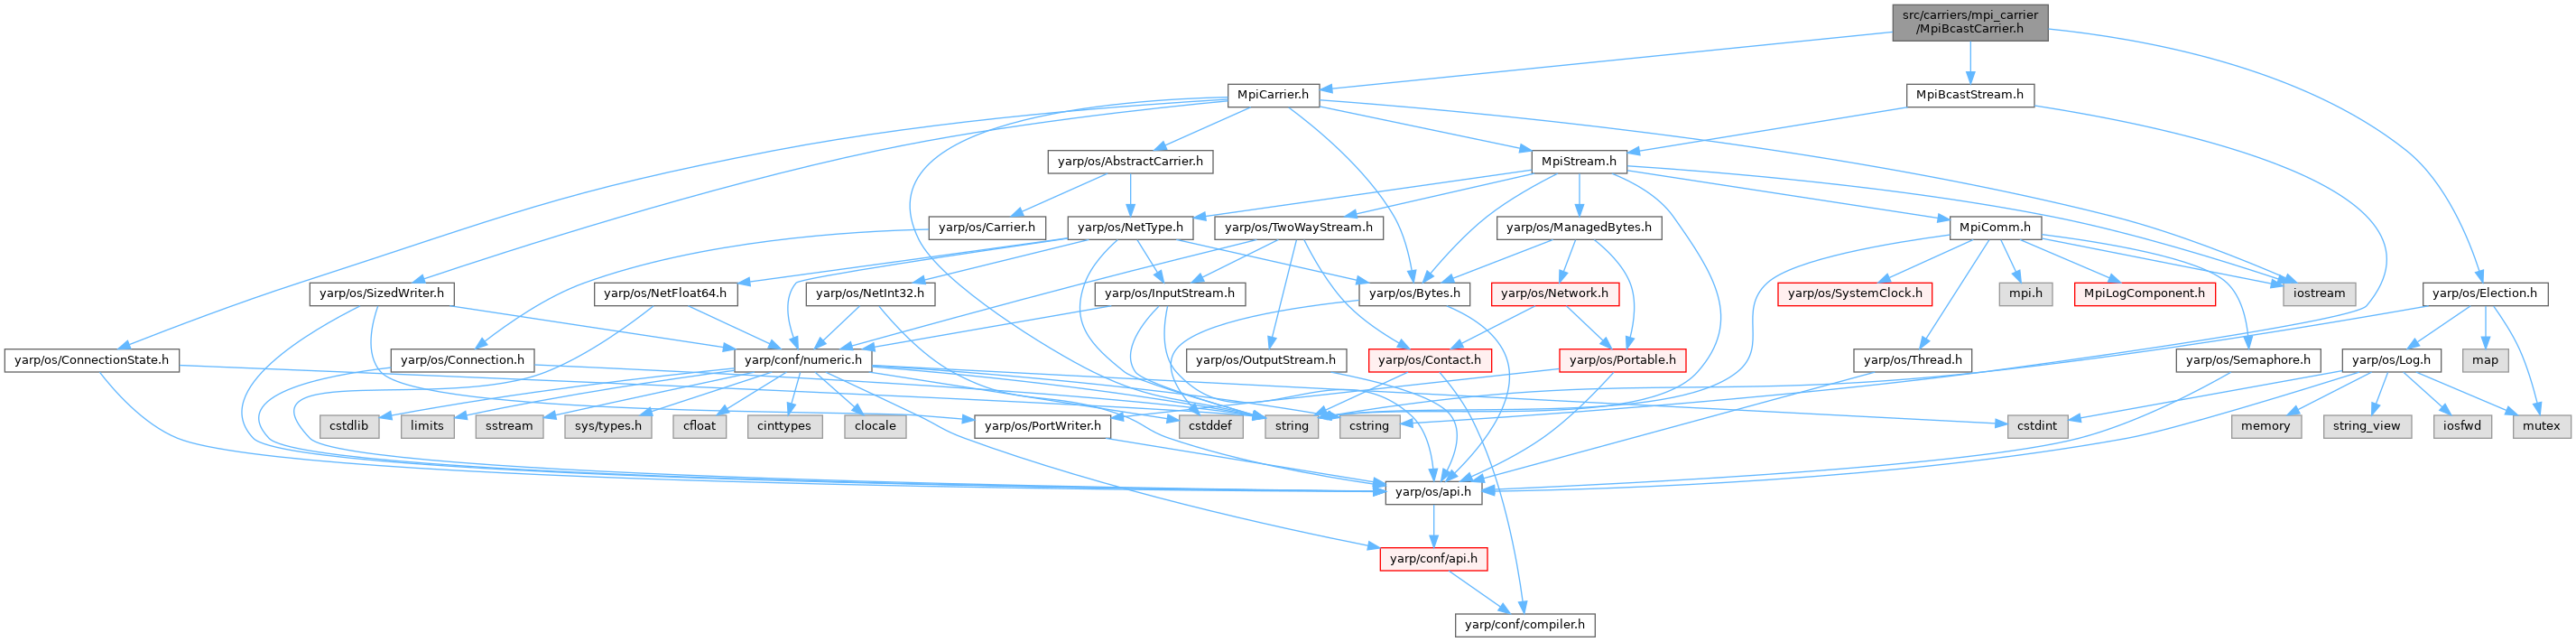 src/carriers/mpi_carrier
/MpiBcastCarrier.h
MpiCarrier.h
MpiBcastStream.h
yarp/os/AbstractCarrier.h
MpiStream.h
yarp/os/Carrier.h
yarp/os/NetType.h
yarp/os/TwoWayStream.h
yarp/os/ManagedBytes.h
MpiComm.h
yarp/os/SizedWriter.h
yarp/os/NetFloat64.h
yarp/os/NetInt32.h
yarp/os/InputStream.h
yarp/os/Bytes.h
yarp/os/Network.h
yarp/os/SystemClock.h
mpi.h
MpiLogComponent.h
iostream
yarp/os/Election.h
yarp/os/ConnectionState.h
yarp/os/Connection.h
yarp/conf/numeric.h
yarp/os/OutputStream.h
yarp/os/Contact.h
yarp/os/Portable.h
yarp/os/Thread.h
yarp/os/Semaphore.h
yarp/os/Log.h
map
cstdlib
limits
sstream
sys/types.h
cfloat
cinttypes
clocale
yarp/os/PortWriter.h
cstddef
string
cstring
cstdint
memory
string_view
iosfwd
mutex
yarp/os/api.h
yarp/conf/api.h
yarp/conf/compiler.h